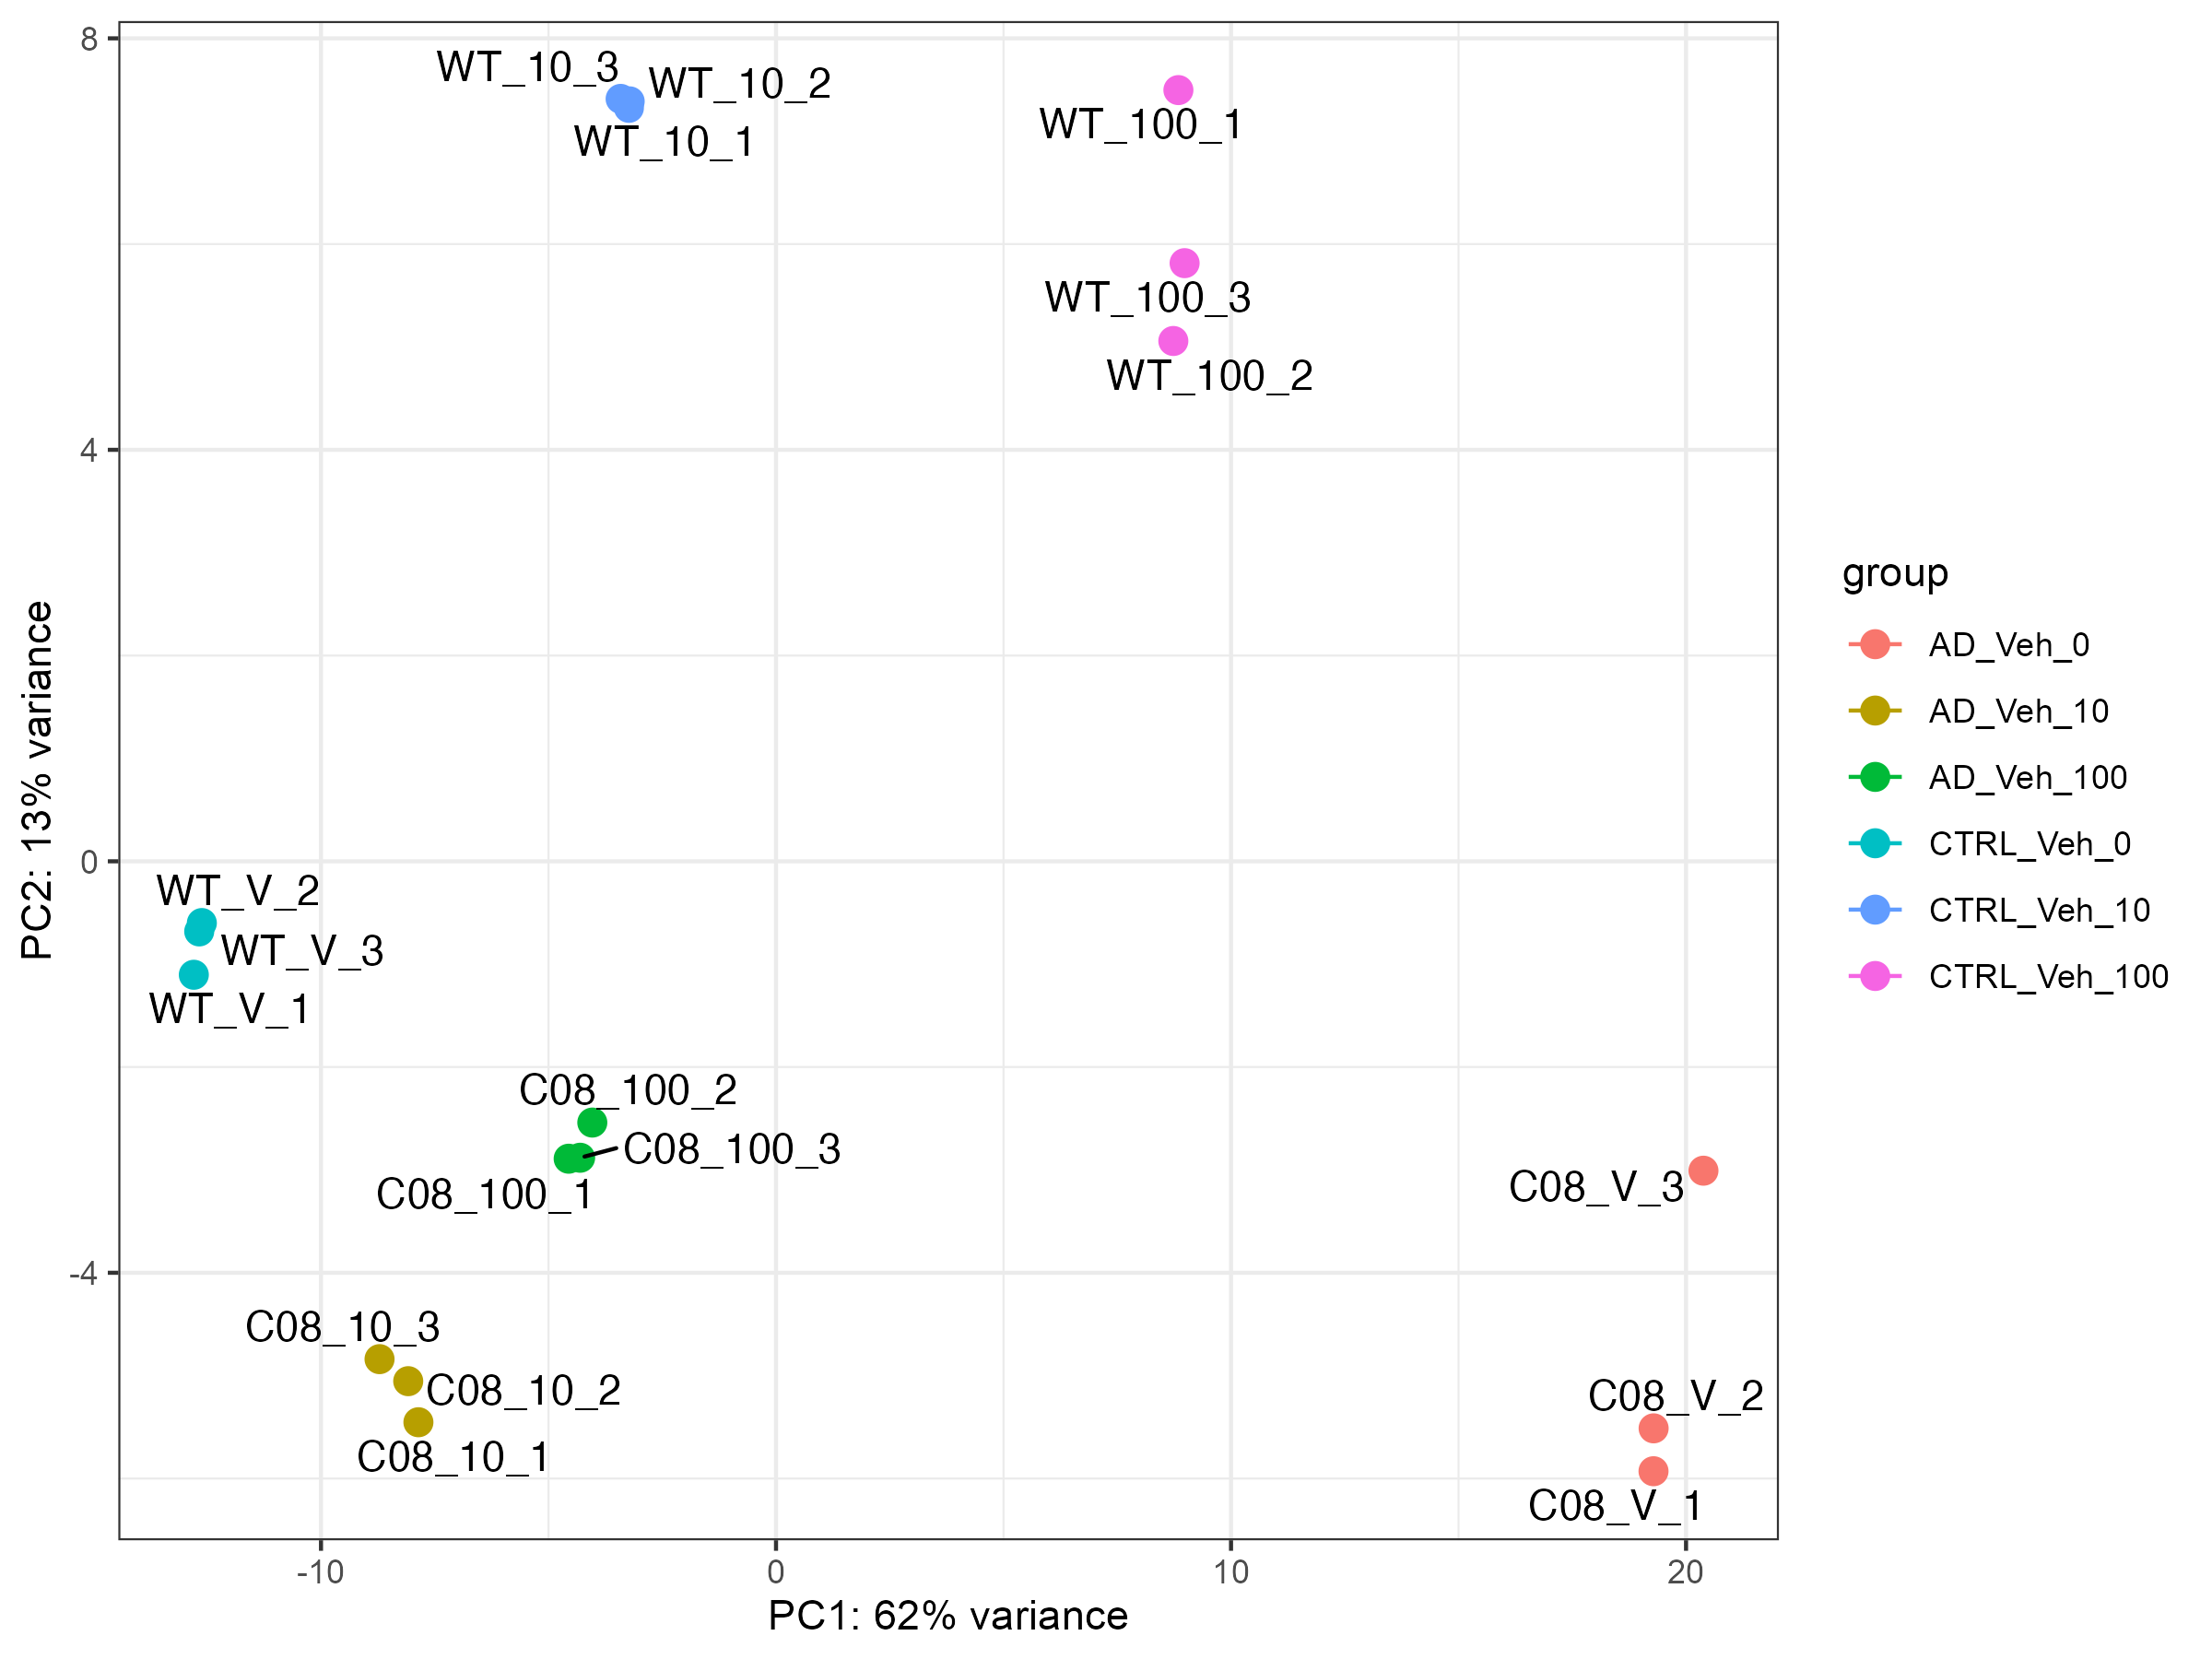 8
WT_10_3
WT_10_2
WT_10_1
WT_100_1
WT_100_3
WT_100_2
4
PC2: 13% variance
0
WT_V_2
WT_V_3
WT_V_1
C08_100_2
C08_100_3
C08_100_1
C08_V_3
-4
C08_10_3
C08_10_2
C08_10_1
C08_V_2
C08_V_1
-10
0
10
20
PC1: 62% variance
group
AD_Veh_0
AD_Veh_10
AD_Veh_100
CTRL_Veh_0
CTRL_Veh_10
CTRL_Veh_100